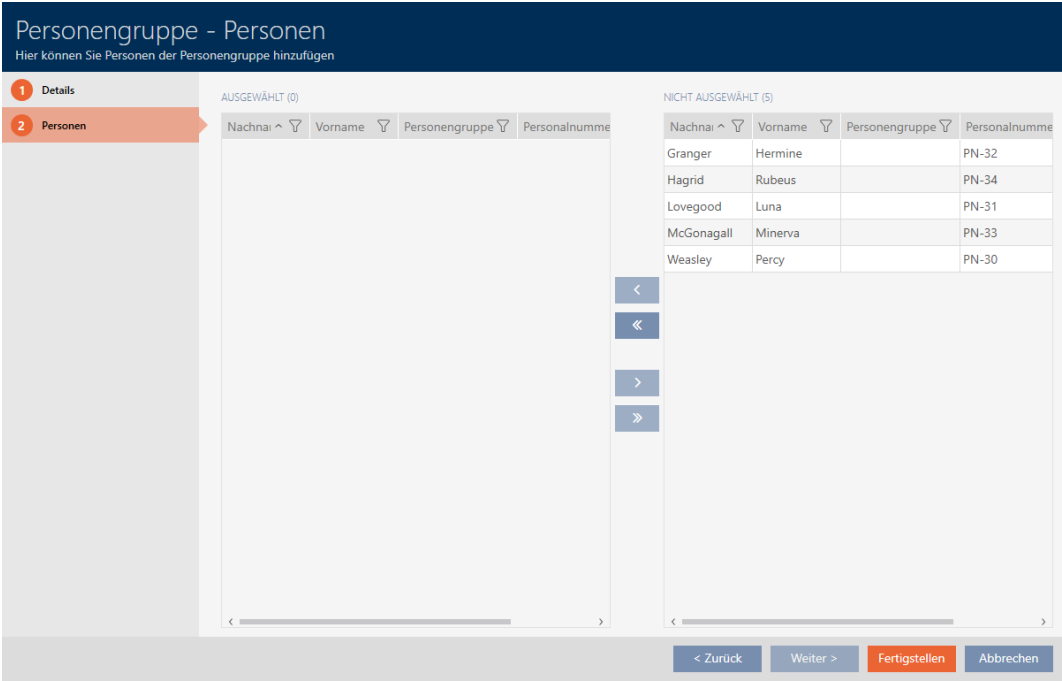 Personengruppe - Personen
Hier können Sie Personen der Personengruppe hinzufügen
1 Details
2 Personen
AUSGEWÄHLT (0)
Nachnai Vorname Personengruppe Personalnumme
NICHT AUSGEWÄHLT (5)
Nachnai Vorname Personengruppe Personalnumme
Granger Hermine PN-32
Hagrid Rubeus PN-34
Lovegood Luna PN-31
McGonagall Minerva PN-33
Weasley Percy PN-30
< Zurück Weiter > Fertigstellen Abbrechen